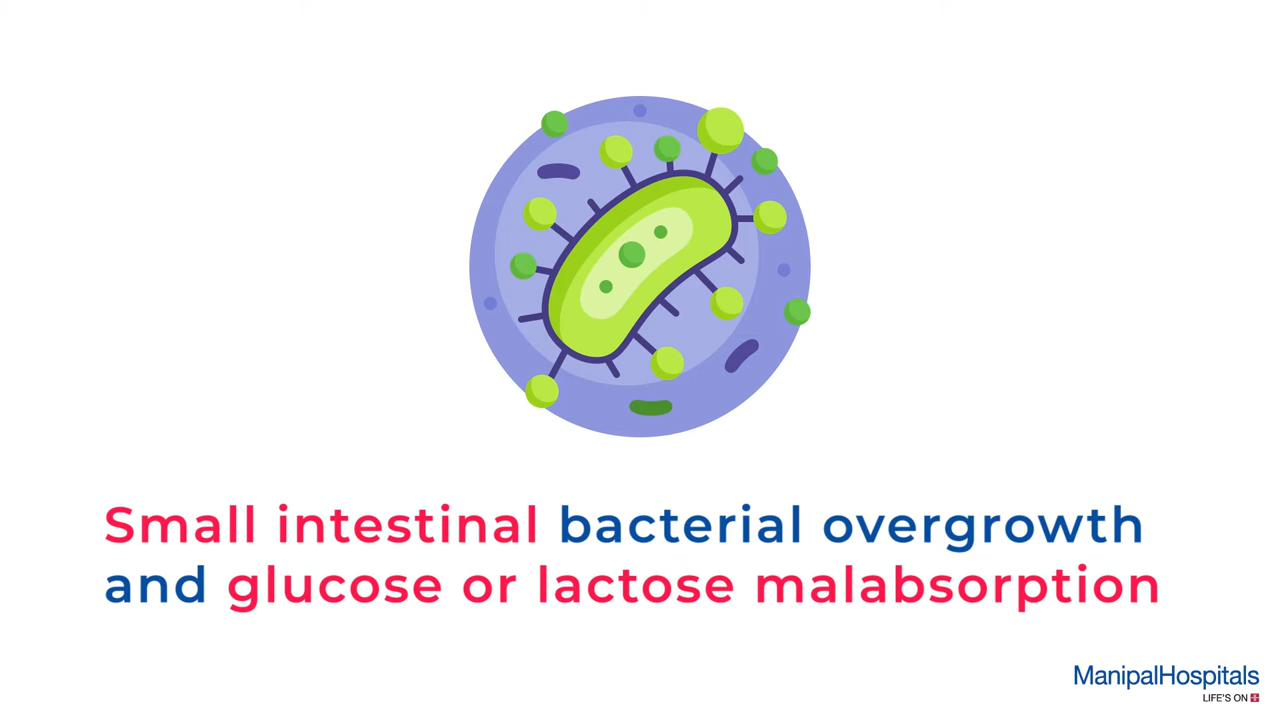 Small intestinal bacterial overgrowth
and glucose or lactose malabsorption
ManipalHospitals
LIFE'S ON